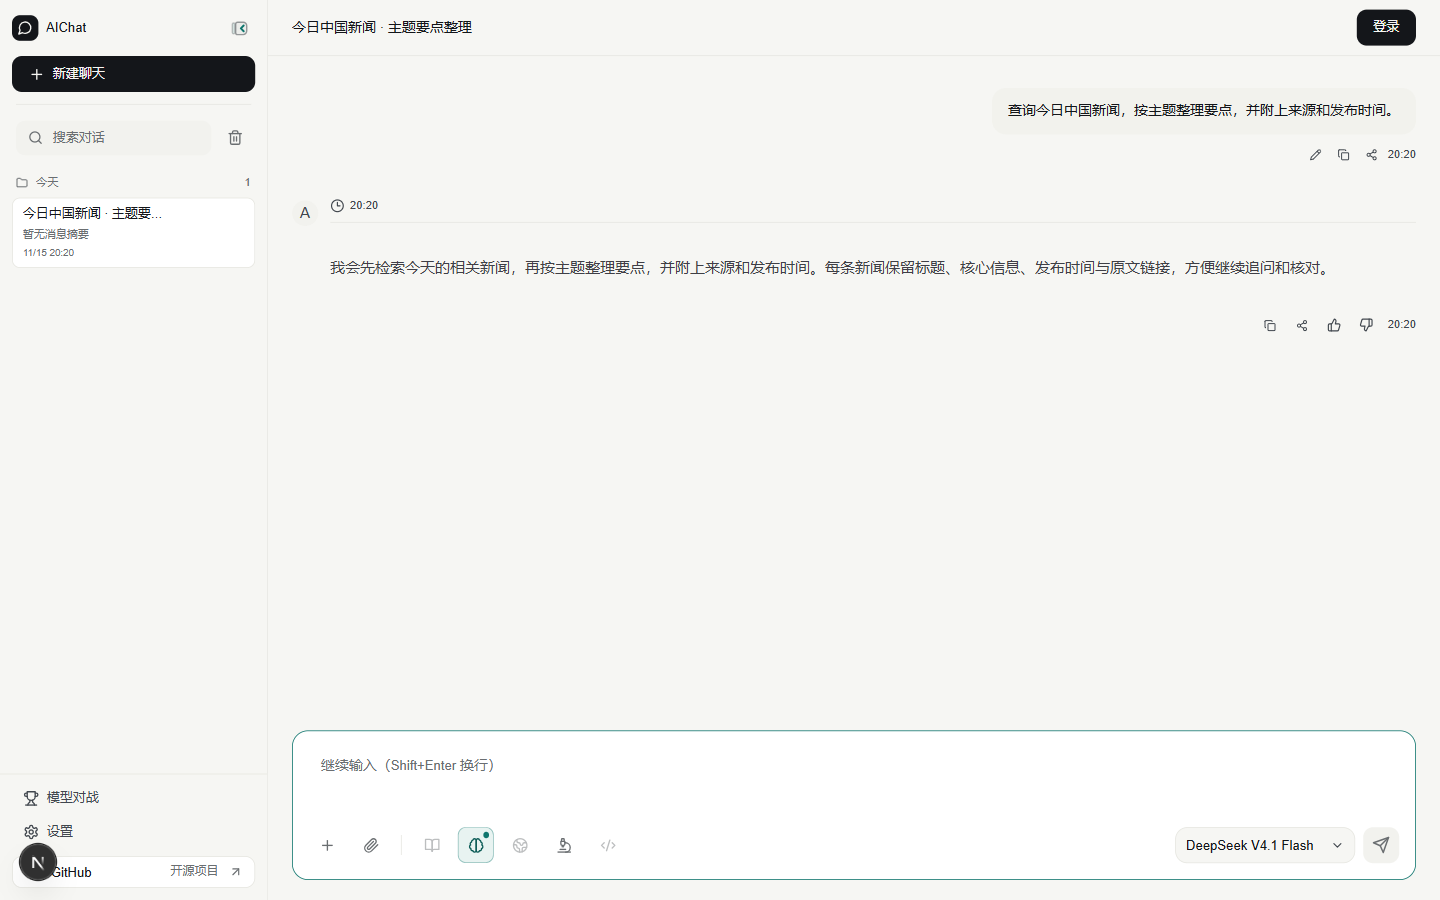 AIChat
新建聊天
搜索对话
今天
1
今日中国新闻 · 主题要...
暂无消息摘要
11/15 20:20
模型对战
设置
N
GitHub
开源项目
今日中国新闻 · 主题要点整理
登录
查询今日中国新闻，按主题整理要点，并附上来源和发布时间。
20:20
A
20:20
我会先检索今天的相关新闻，再按主题整理要点，并附上来源和发布时间。每条新闻保留标题、核心信息、发布时间与原文链接，方便继续追问和核对。
20:20
继续输入（Shift+Enter 换行）
DeepSeek V4.1 Flash